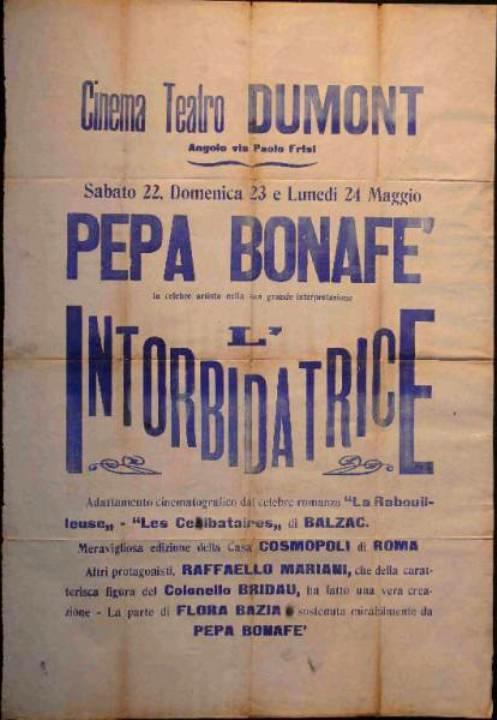 Cinema Teatro DUMONT
Angolo via Paolo Frisi
Sabato 22, Domenica 23 e Lunedì 24 Maggio
PEPA BONAFE'
la celebre artista nella sua grande interpretazione
L'
INTORBIDATRICE
Adattamento cinematografico dal celebre romanzo "La Rabouil-
leuse„ - "Les Celibataires„ di BALZAC.
Meravigliosa edizione della Casa COSMOPOLI di ROMA
Altri protagonisti, RAFFAELLO MARIANI, che della carat-
terisca figura del Colonello BRIDAU, ha fatto una vera crea-
zione - La parte di FLORA BAZIA è sostenuta mirabilmente da
PEPA BONAFE'